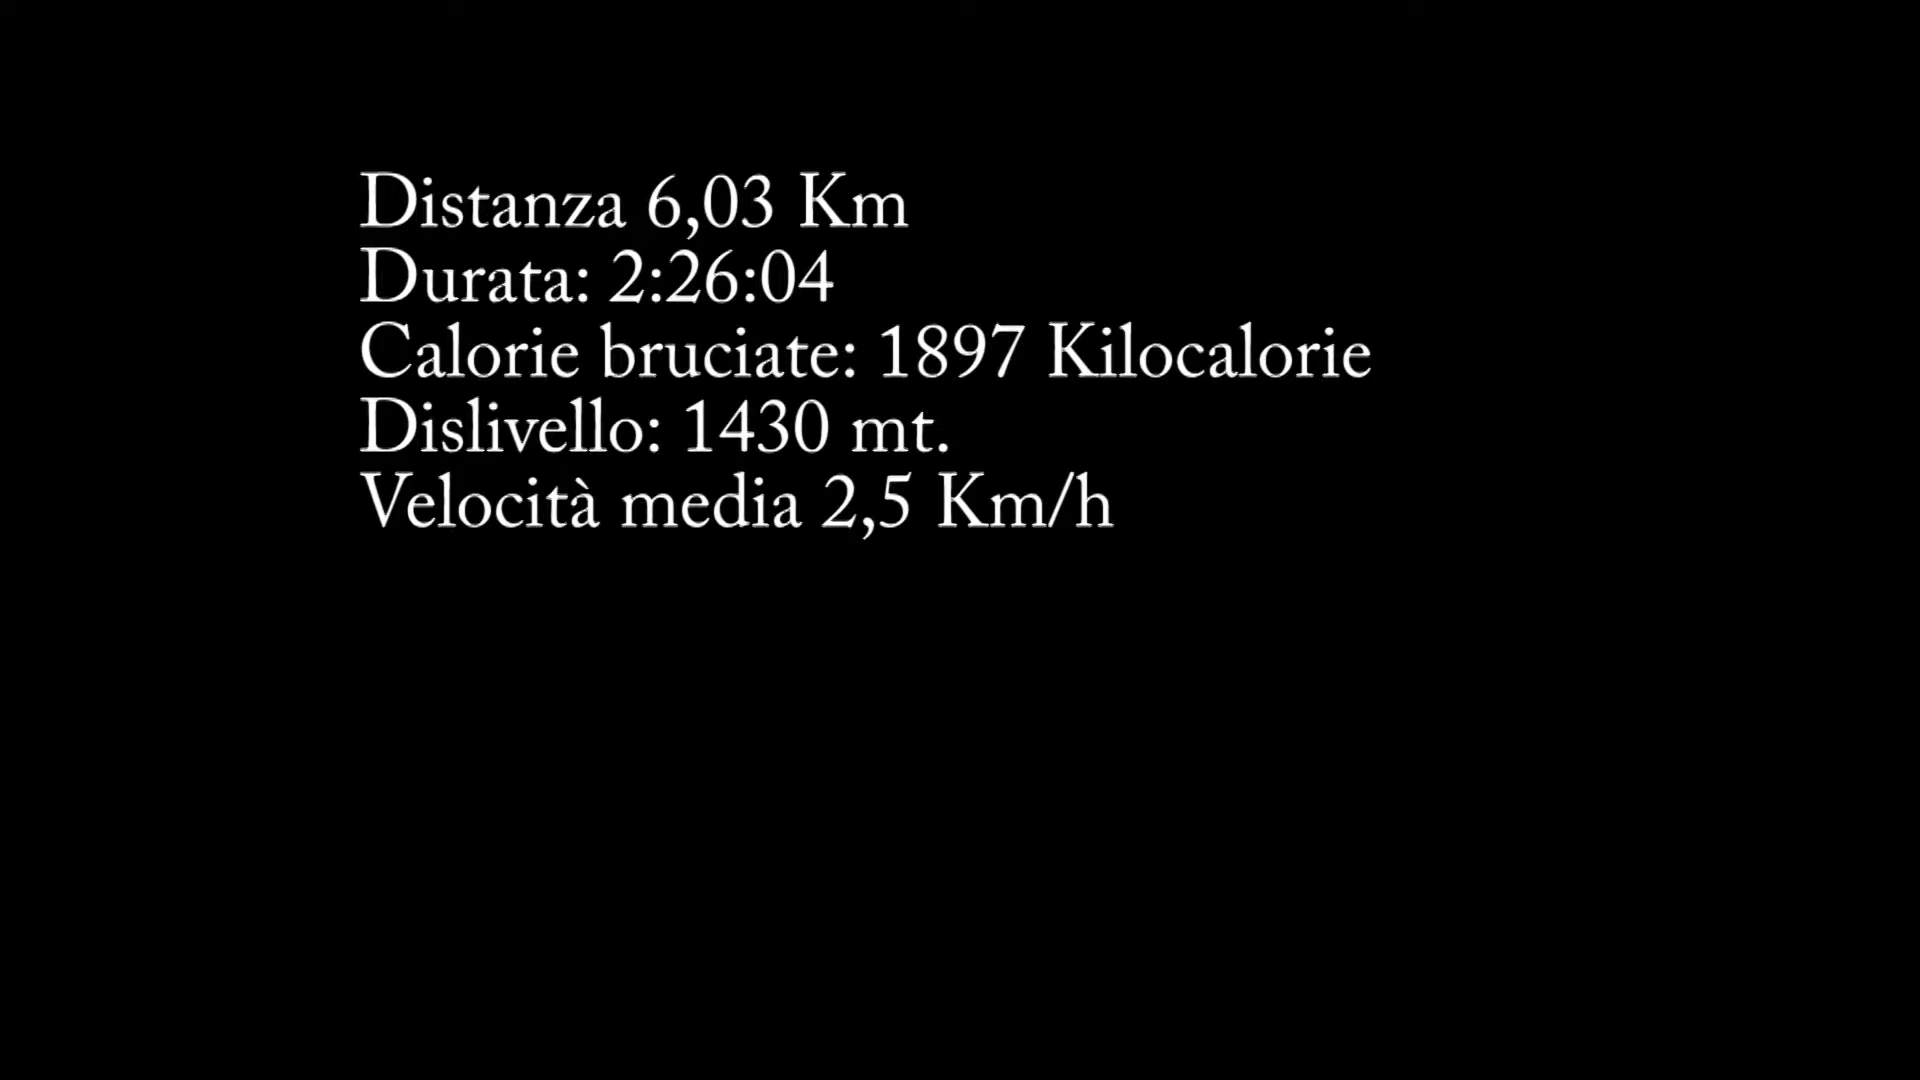 Distanza 6,03 Km
Durata: 2:26:04
Calorie bruciate: 1897 Kilocalorie
Dislivello: 1430 mt.
Velocità media 2,5 Km/h